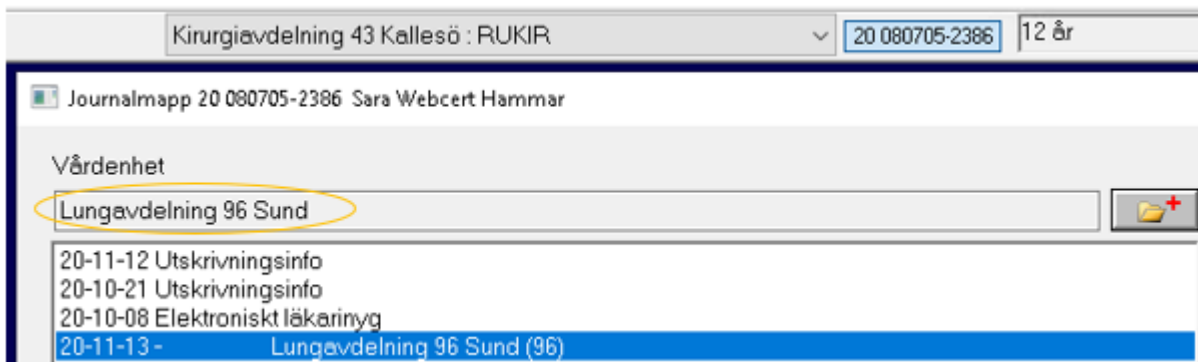 Kirurgiavdelning 43 Kallesö : RUKIR 20 080705-2386 12 år
Journalmapp 20 080705-2386 Sara Webcert Hammar
Vårdenhet
Lungavdelning 96 Sund
20-11-12 Utskrivningsinfo
20-10-21 Utskrivningsinfo
20-10-08 Elektroniskt läkarinyg
20-11-13 - Lungavdelning 96 Sund (96)